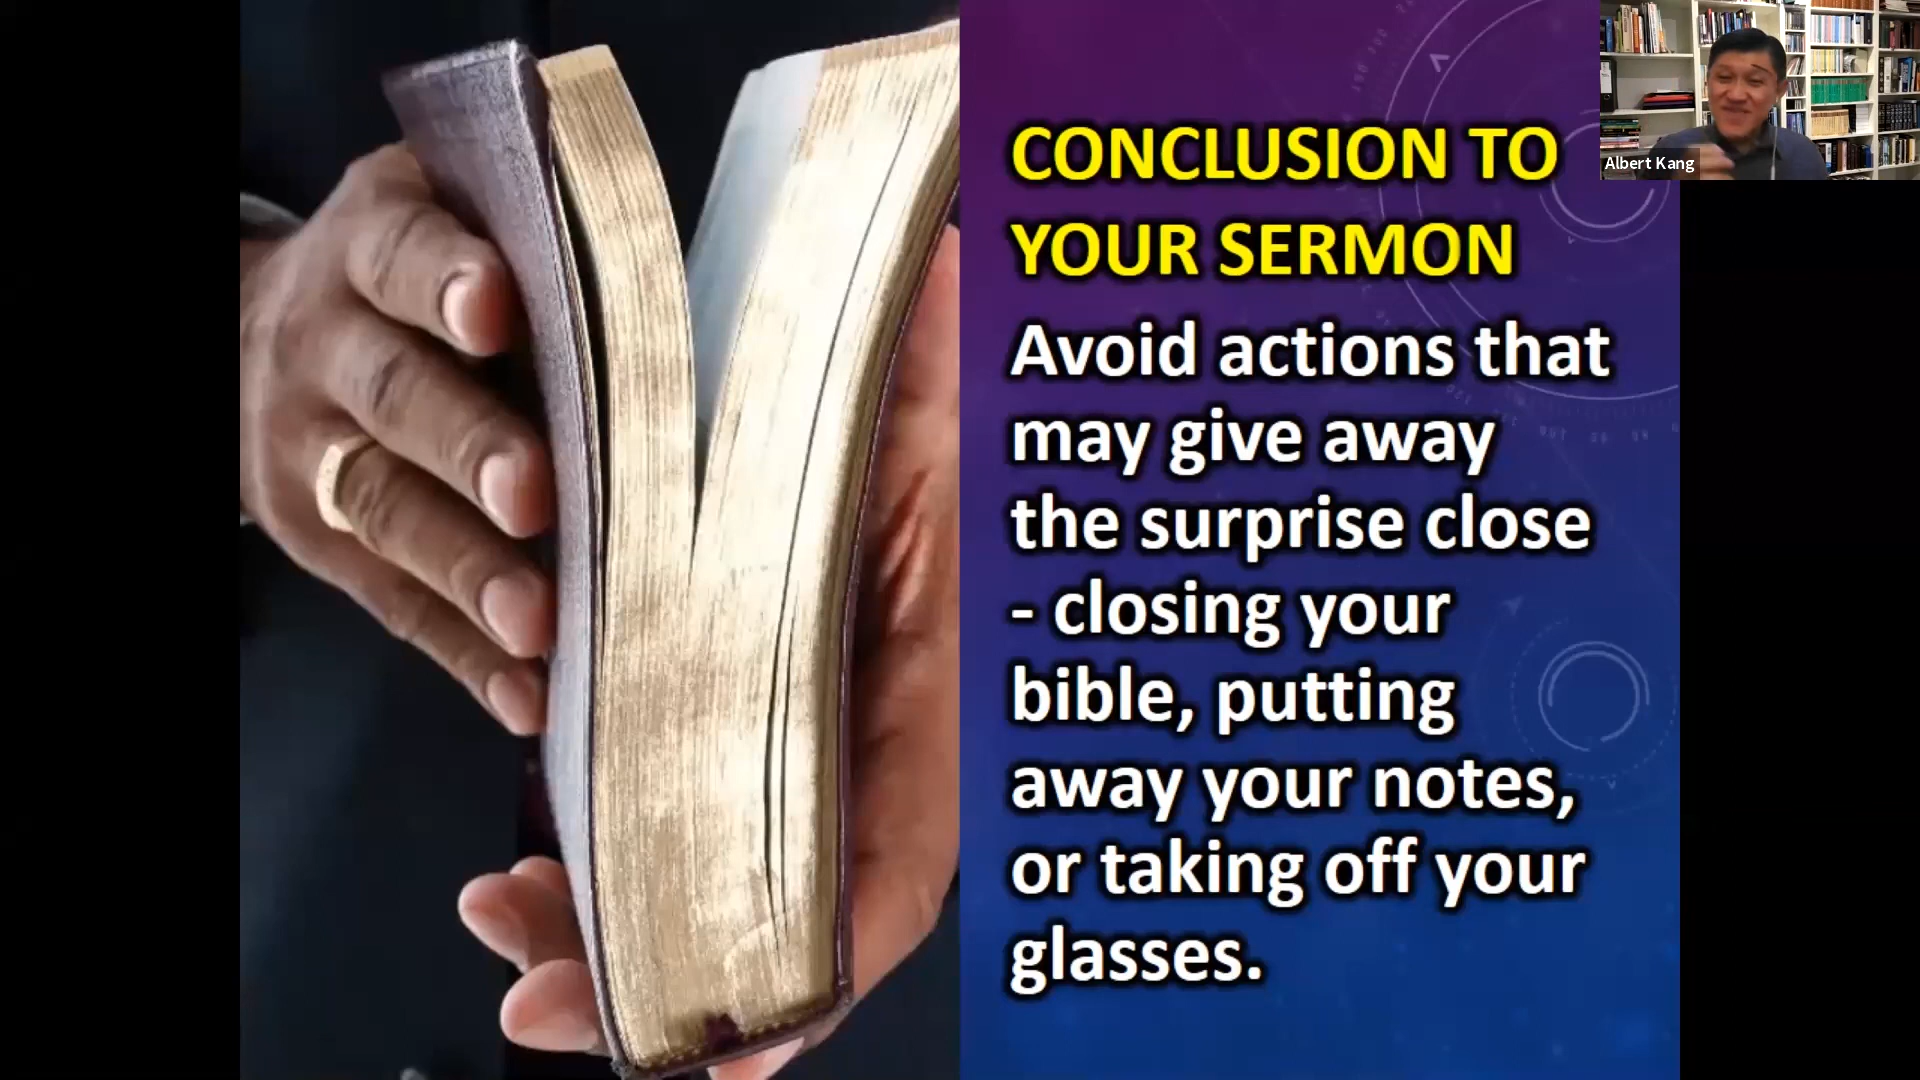 CONCLUSION TO
YOUR SERMON
Avoid actions that
may give away
the surprise close
- closing your
bible, putting
away your notes,
or taking off your
glasses.
Albert Kang